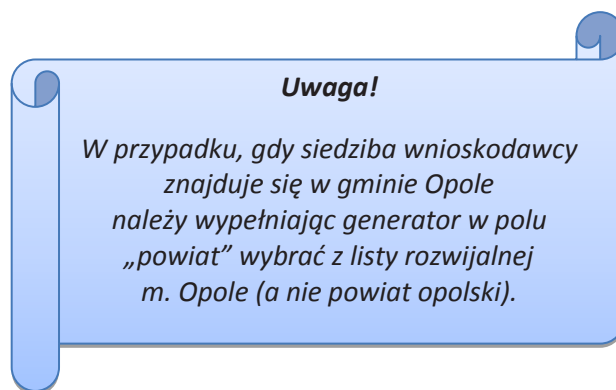 Uwaga!
W przypadku, gdy siedziba wnioskodawcy
znajduje się w gminie Opole
należy wypełniając generator w polu
„powiat” wybrać z listy rozwijalnej
m. Opole (a nie powiat opolski).